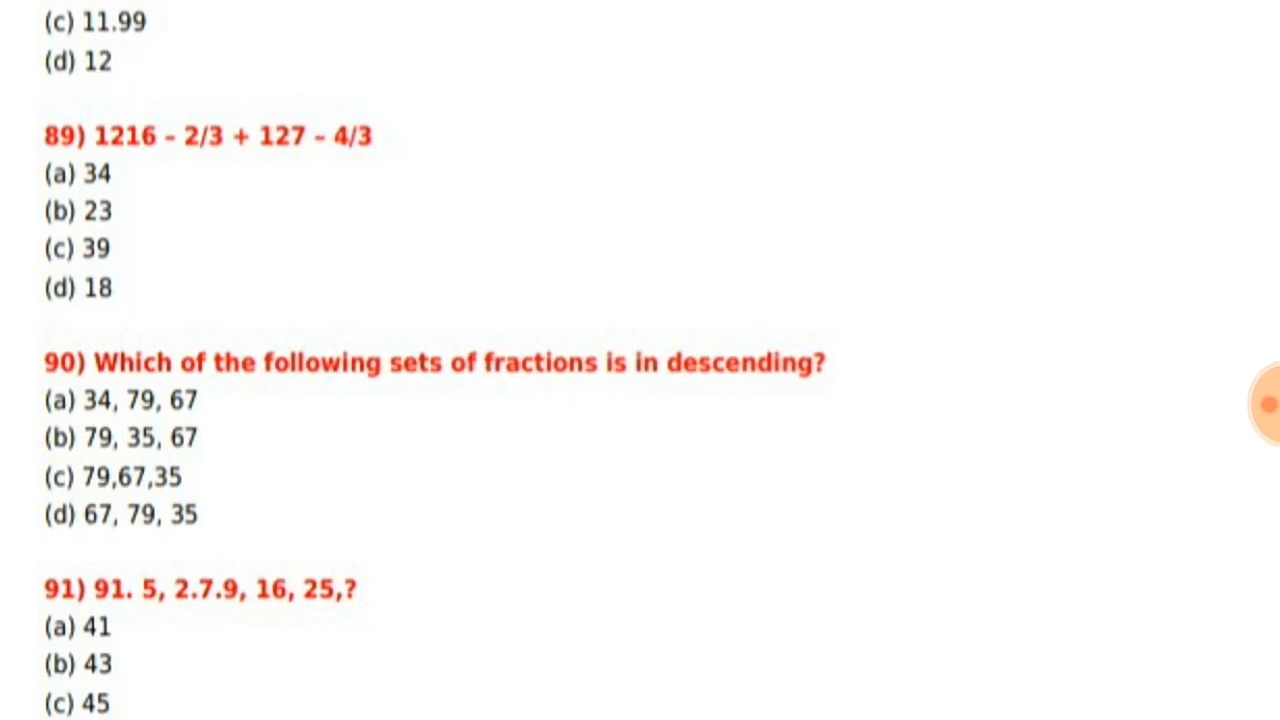 (c) 11.99
(d) 12
89) 1216 – 2/3 + 127 – 4/3
(a) 34
(b) 23
(c) 39
(d) 18
90) Which of the following sets of fractions is in descending?
(a) 34, 79, 67
(b) 79, 35, 67
(c) 79,67,35
(d) 67, 79, 35
91) 91. 5, 2.7.9, 16, 25,?
(a) 41
(b) 43
(c) 45